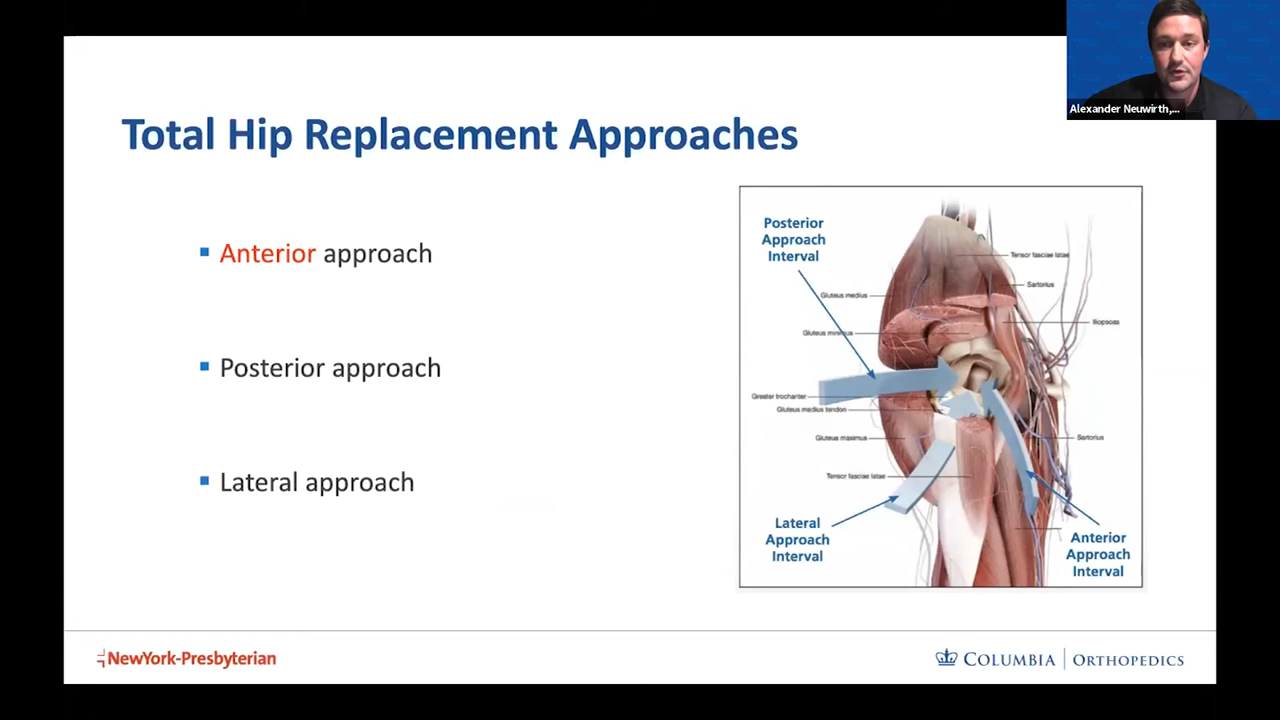 Alexander Neuwirth,...
Total Hip Replacement Approaches
Anterior approach
Posterior approach
Lateral approach
Posterior
Approach
Interval
Tensor fasciae latae
Sartorius
Gluteus medius
Iliopsoas
Gluteus minimus
Greater trochanter
Gluteus medius tendon
Gluteus maximus
Sartorius
Tensor fasciae latae
Lateral
Approach
Interval
Anterior
Approach
Interval
NewYork-Presbyterian
COLUMBIA | ORTHOPEDICS